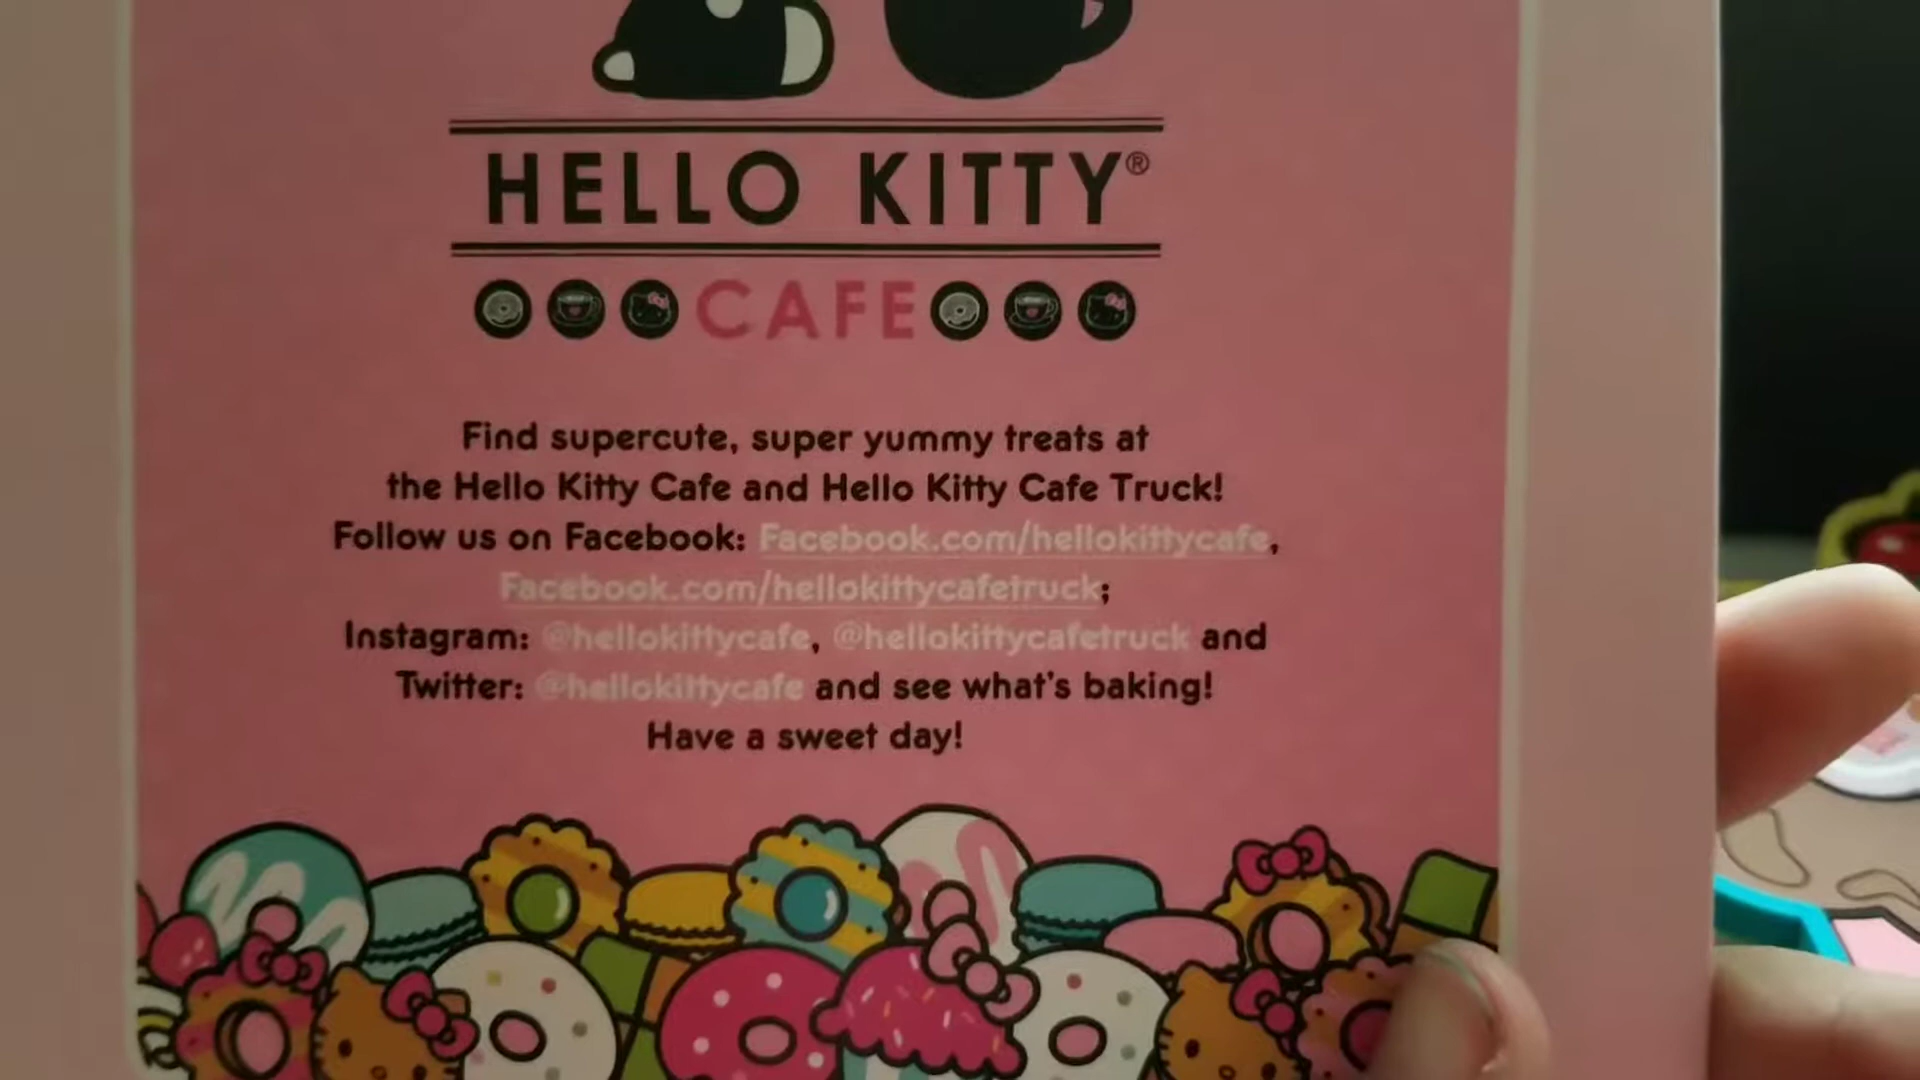 HELLO KITTY®
CAFE
Find supercute, super yummy treats at
the Hello Kitty Cafe and Hello Kitty Cafe Truck!
Follow us on Facebook: Facebook.com/hellokittycafe,
Facebook.com/hellokittycafetruck;
Instagram: @hellokittycafe, @hellokittycafetruck and
Twitter: @hellokittycafe and see what's baking!
Have a sweet day!